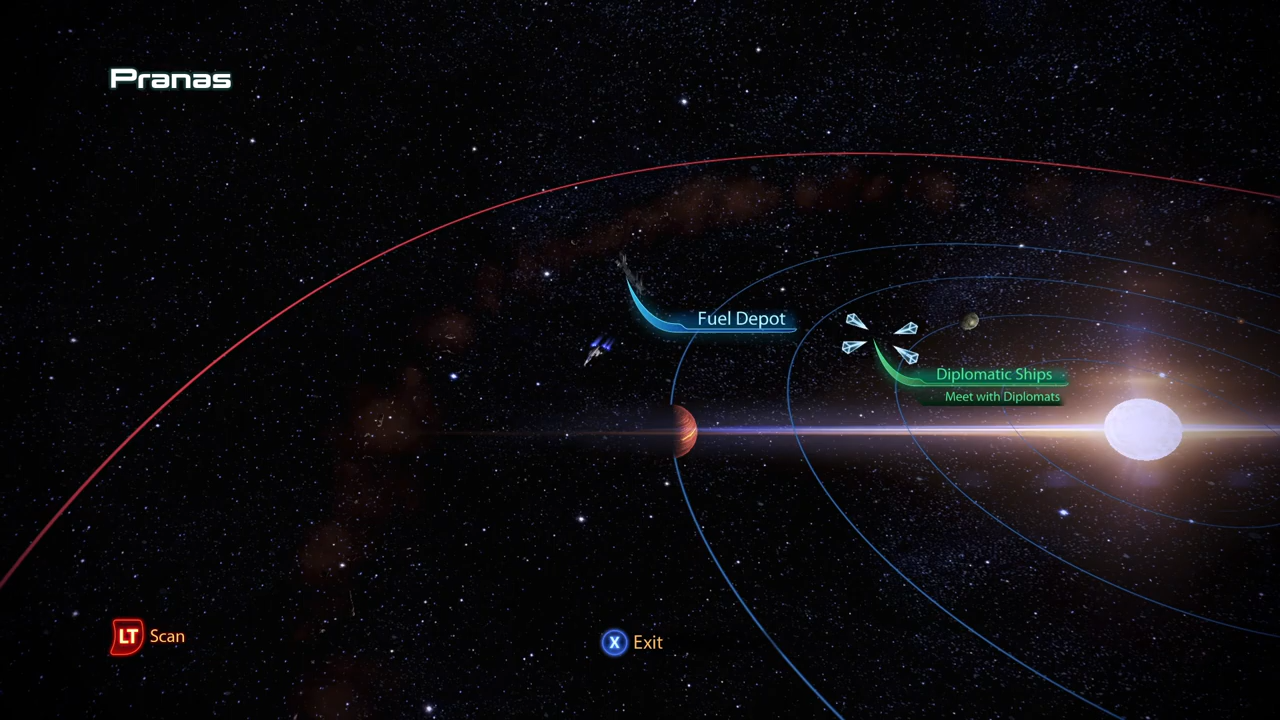 Pranas
Fuel Depot
Diplomatic Ships
Meet with Diplomats
LT Scan
X Exit